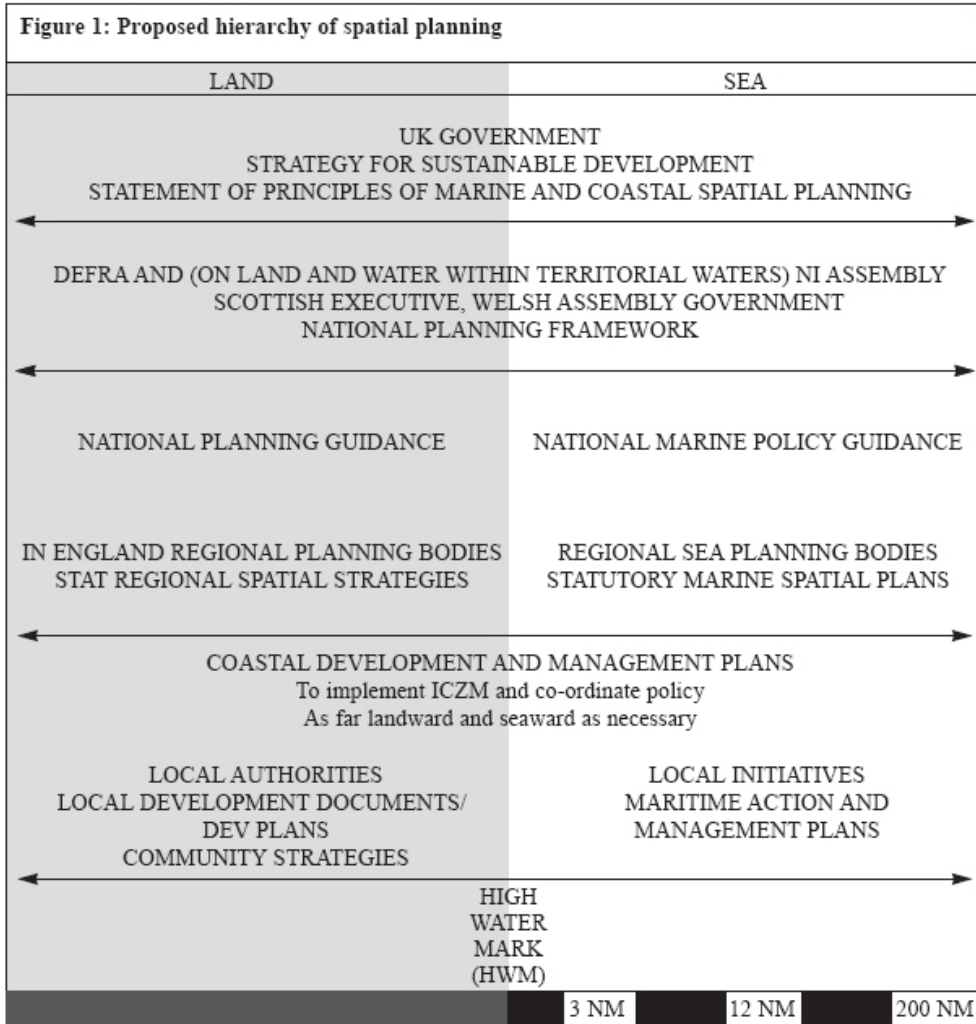 Figure 1: Proposed hierarchy of spatial planning
LAND
SEA
UK GOVERNMENT
STRATEGY FOR SUSTAINABLE DEVELOPMENT
STATEMENT OF PRINCIPLES OF MARINE AND COASTAL SPATIAL PLANNING
DEFRA AND (ON LAND AND WATER WITHIN TERRITORIAL WATERS) NI ASSEMBLY
SCOTTISH EXECUTIVE, WELSH ASSEMBLY GOVERNMENT
NATIONAL PLANNING FRAMEWORK
NATIONAL PLANNING GUIDANCE
NATIONAL MARINE POLICY GUIDANCE
IN ENGLAND REGIONAL PLANNING BODIES
STAT REGIONAL SPATIAL STRATEGIES
REGIONAL SEA PLANNING BODIES
STATUTORY MARINE SPATIAL PLANS
COASTAL DEVELOPMENT AND MANAGEMENT PLANS
To implement ICZM and co-ordinate policy
As far landward and seaward as necessary
LOCAL AUTHORITIES
LOCAL DEVELOPMENT DOCUMENTS/
DEV PLANS
COMMUNITY STRATEGIES
LOCAL INITIATIVES
MARITIME ACTION AND
MANAGEMENT PLANS
HIGH
WATER
MARK
(HWM)
3 NM
12 NM
200 NM